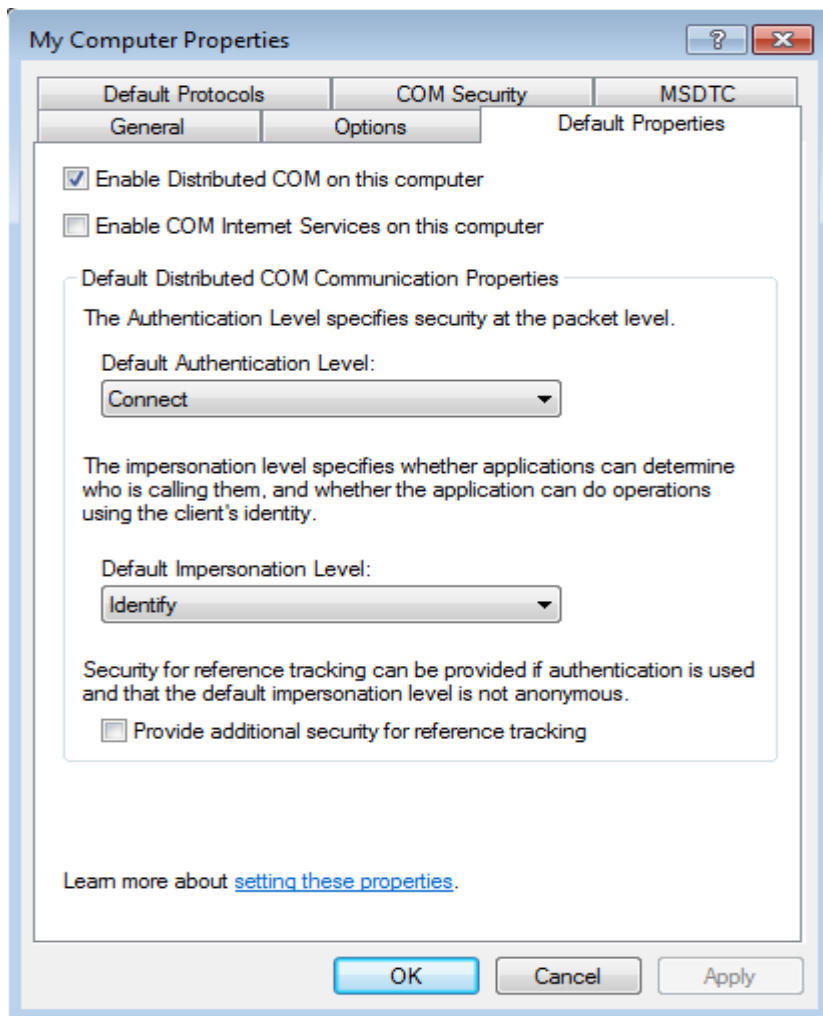 My Computer Properties
Default Protocols COM Security MSDTC
General Options Default Properties
Enable Distributed COM on this computer
Enable COM Internet Services on this computer
Default Distributed COM Communication Properties
The Authentication Level specifies security at the packet level.
Default Authentication Level:
Connect
The impersonation level specifies whether applications can determine
who is calling them, and whether the application can do operations
using the client's identity.
Default Impersonation Level:
Identify
Security for reference tracking can be provided if authentication is used
and that the default impersonation level is not anonymous.
Provide additional security for reference tracking
Learn more about setting these properties.
OK Cancel Apply